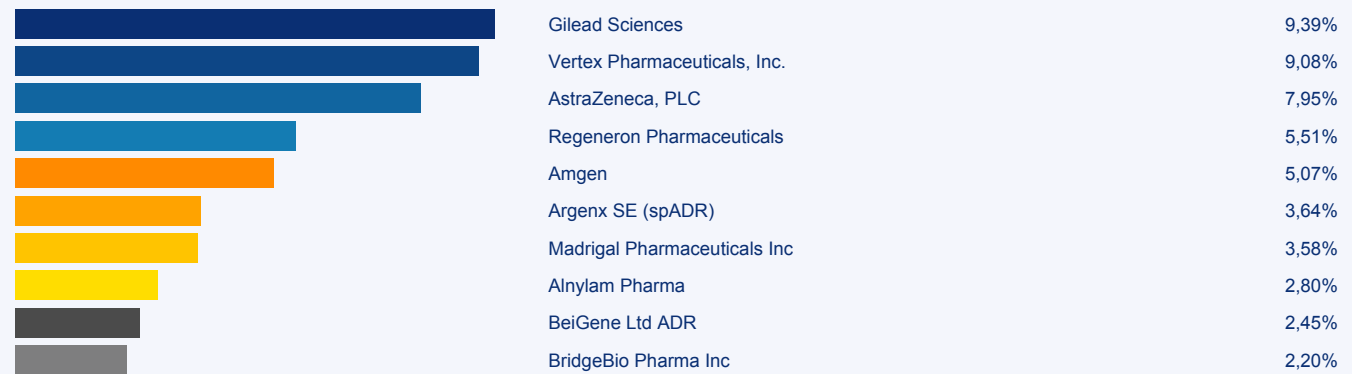 Gilead Sciences 9,39%
Vertex Pharmaceuticals, Inc. 9,08%
AstraZeneca, PLC 7,95%
Regeneron Pharmaceuticals 5,51%
Amgen 5,07%
Argenx SE (spADR) 3,64%
Madrigal Pharmaceuticals Inc 3,58%
Alnylam Pharma 2,80%
BeiGene Ltd ADR 2,45%
BridgeBio Pharma Inc 2,20%